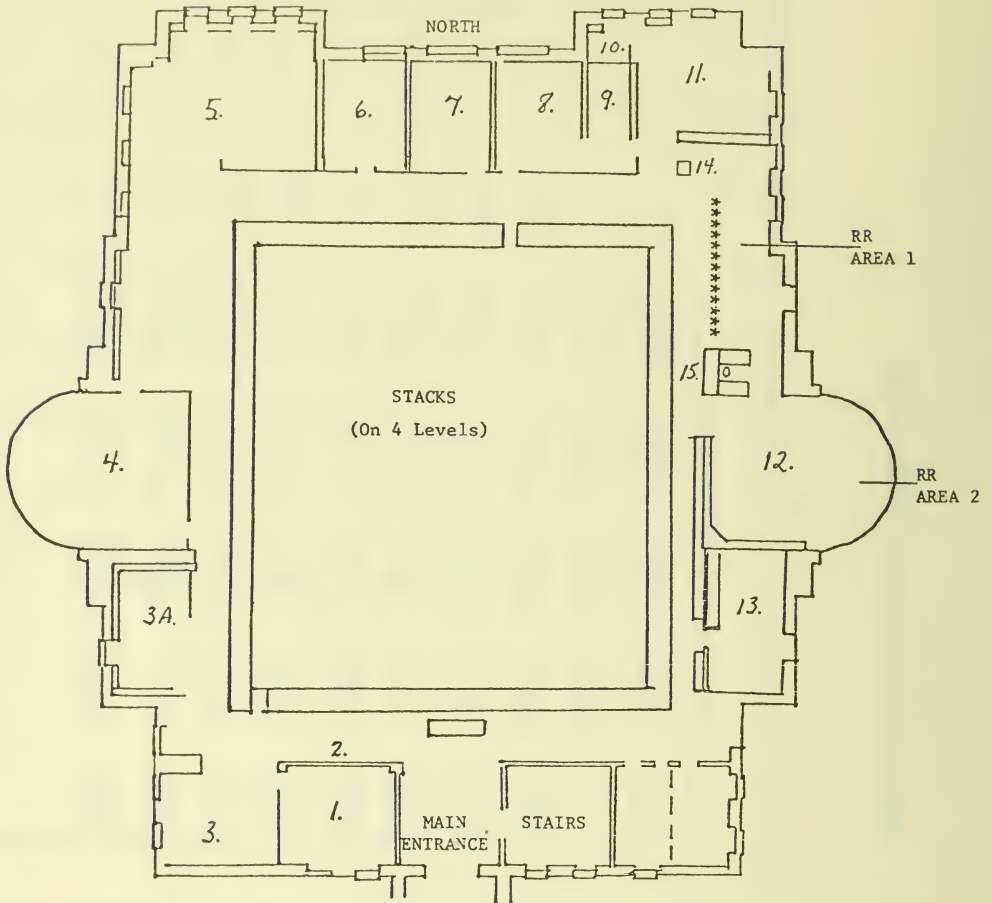 NORTH
10.
11.
5.
6.
7.
8.
9.
14.
************
RR
AREA 1
15.
O
STACKS
(On 4 Levels)
4.
12.
RR
AREA 2
3A.
13.
2.
1.
3.
MAIN
ENTRANCE
STAIRS